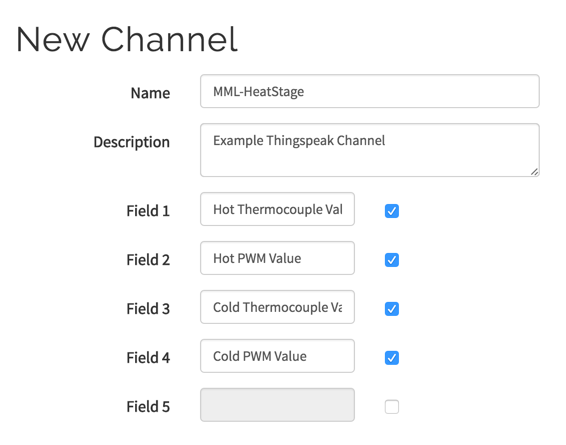 New Channel
Name MML-HeatStage
Description Example Thingspeak Channel
Field 1 Hot Thermocouple Val
Field 2 Hot PWM Value
Field 3 Cold Thermocouple Va
Field 4 Cold PWM Value
Field 5